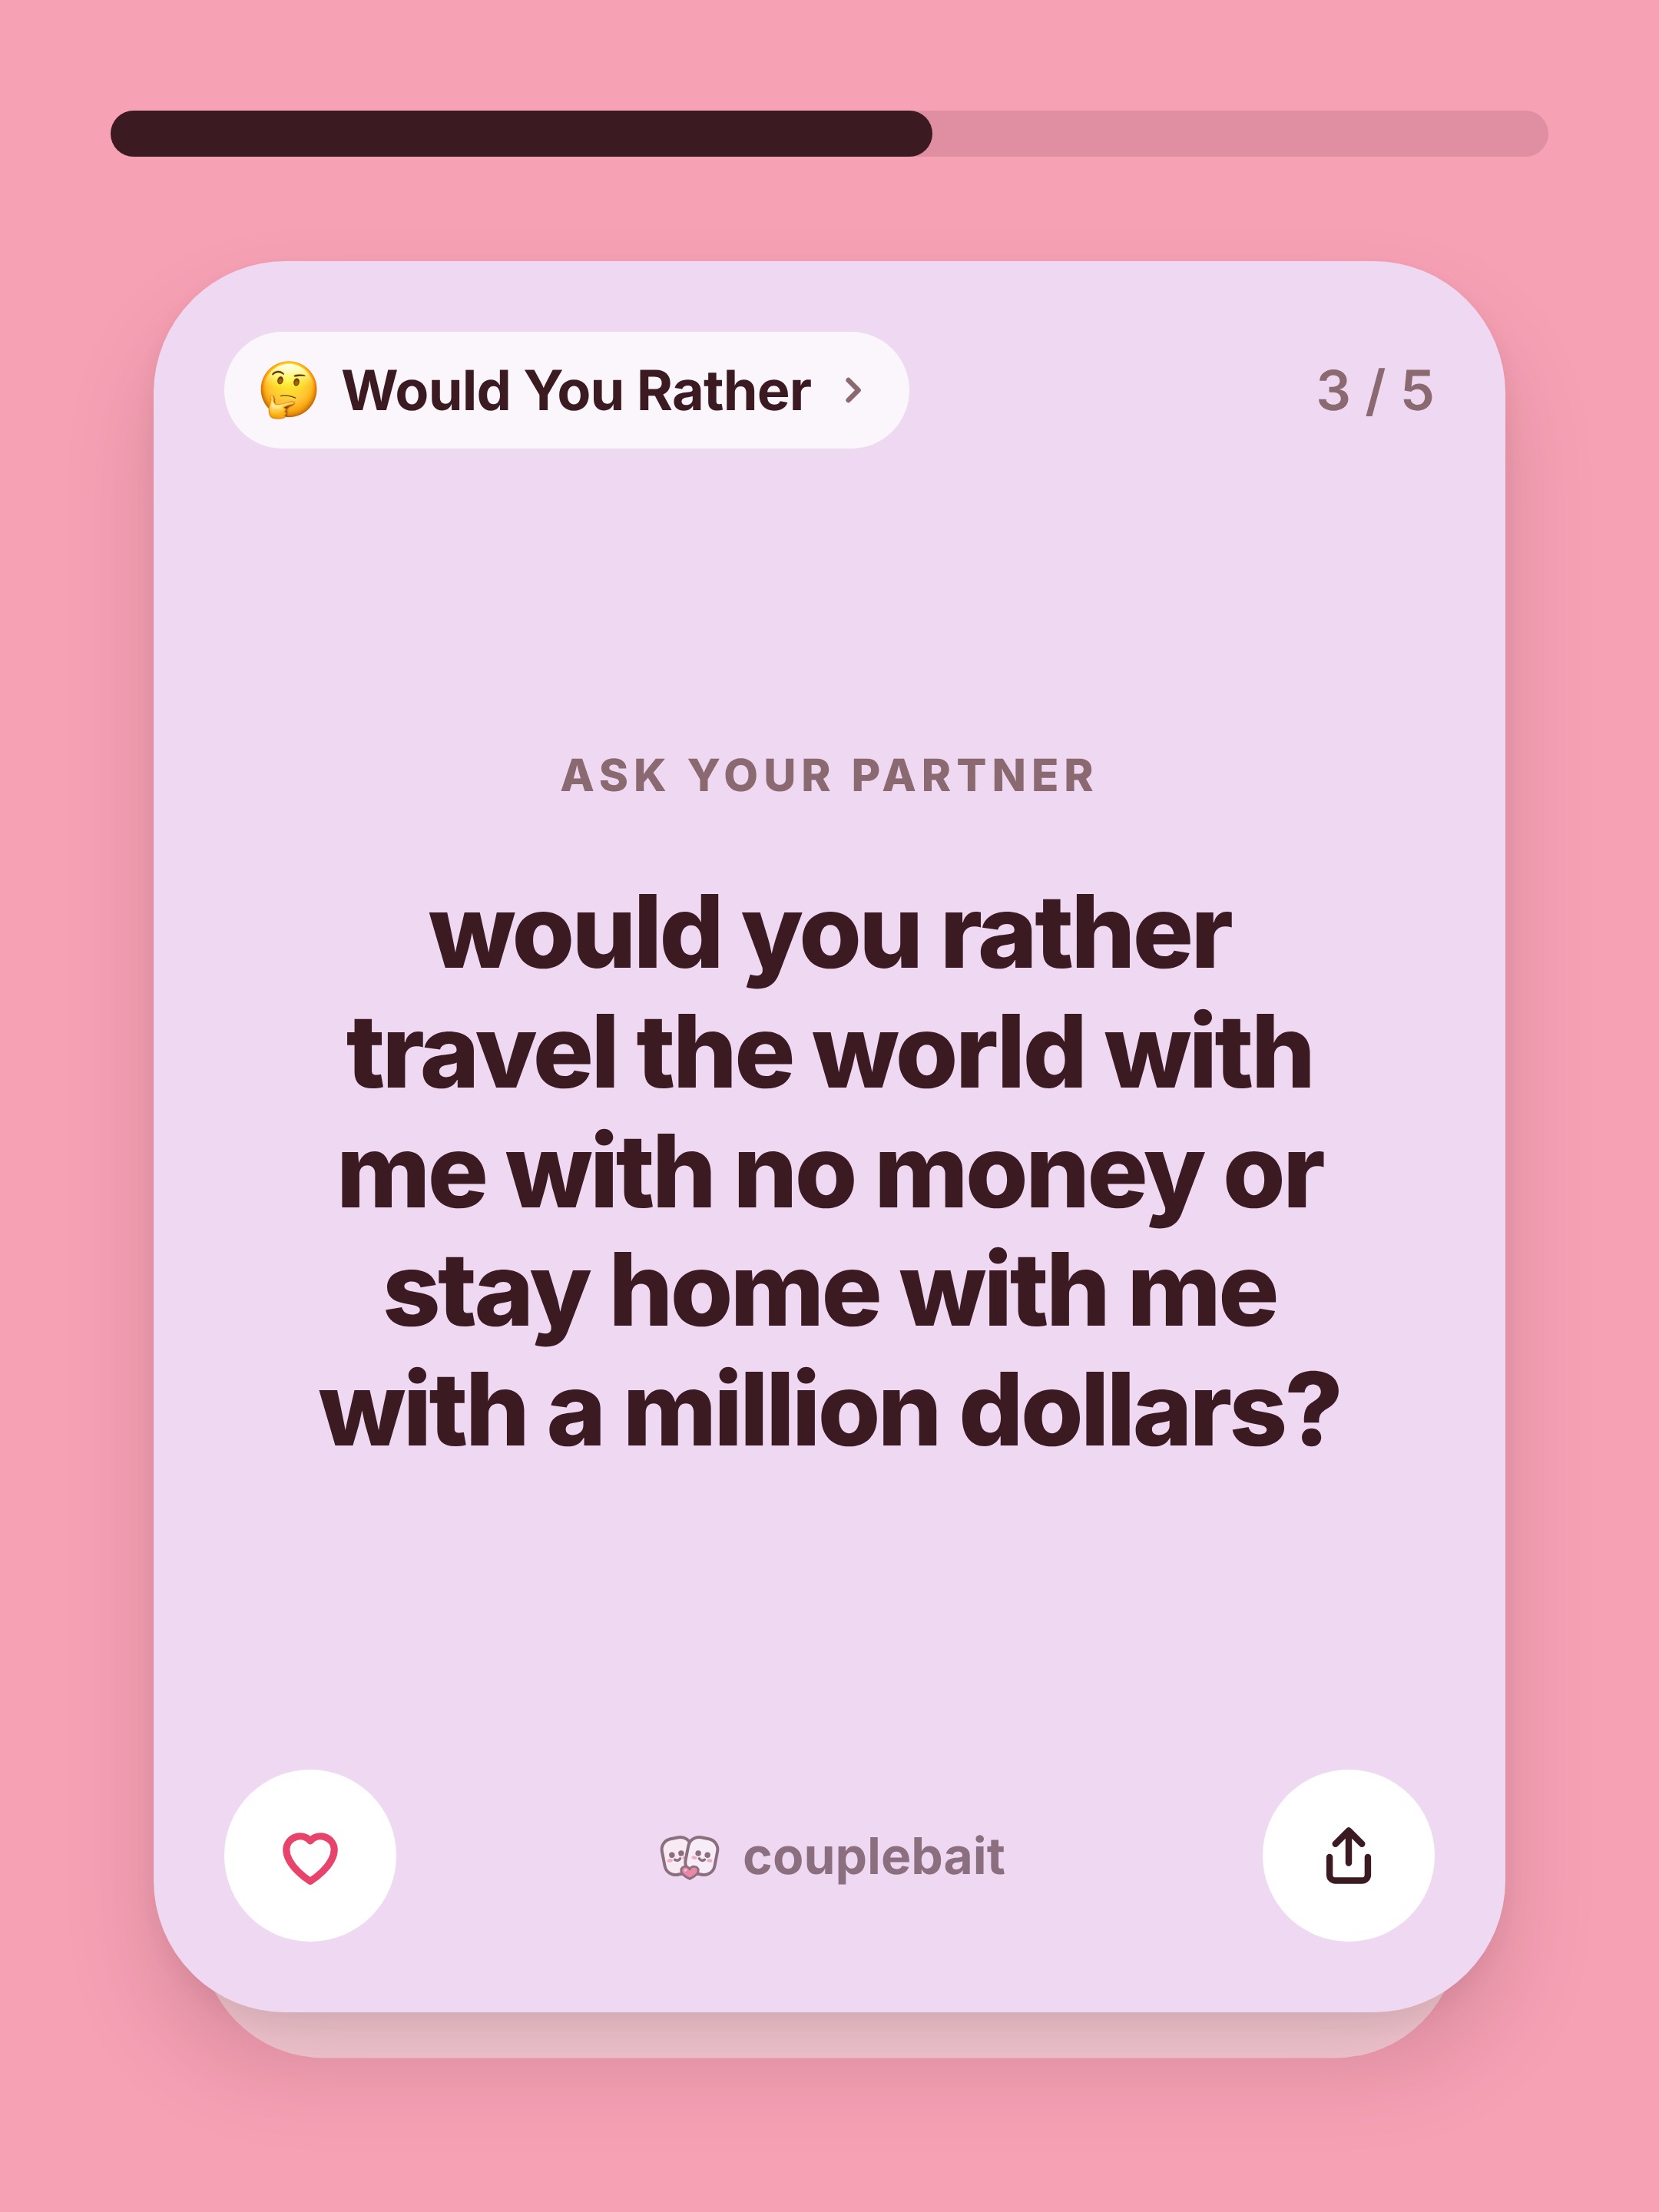 🤔 Would You Rather
3 / 5
ASK YOUR PARTNER
would you rather
travel the world with
me with no money or
stay home with me
with a million dollars?
couplebait